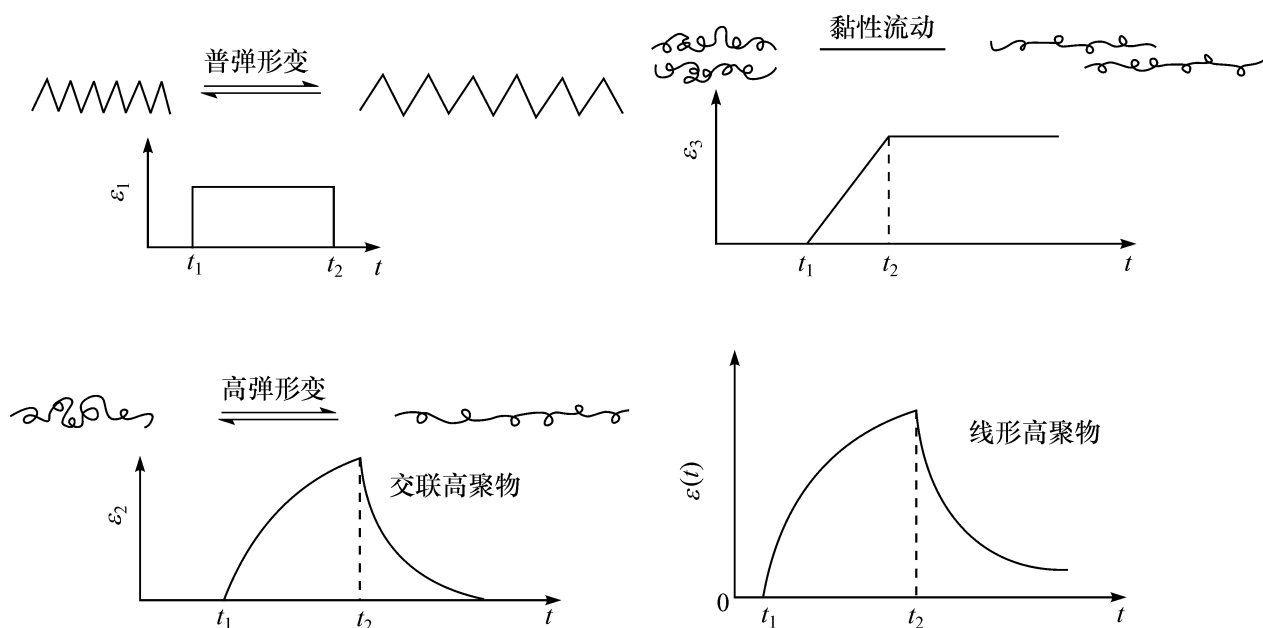 普弹形变
ε₁
t₁
t₂
t
黏性流动
ε₃
t₁
t₂
t
高弹形变
ε₂
交联高聚物
t₁
t₂
t
ε(t)
线形高聚物
0
t₁
t₂
t